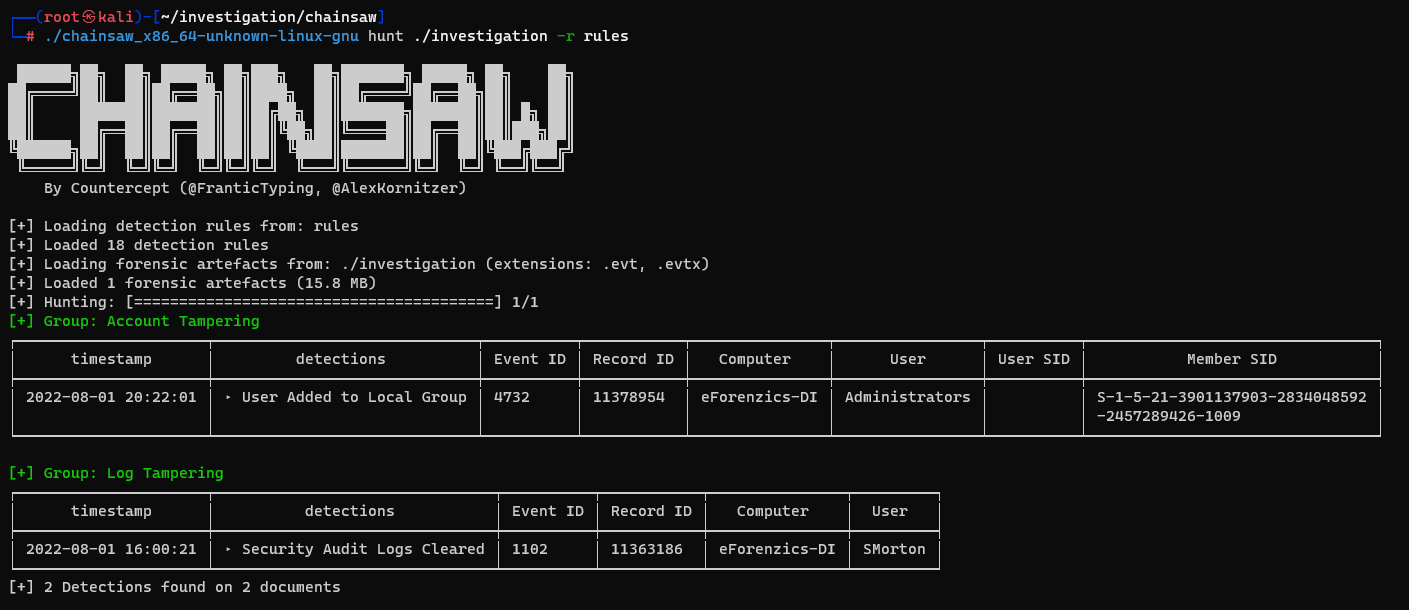 (root㉿kali)-[~/investigation/chainsaw]
# ./chainsaw_x86_64-unknown-linux-gnu hunt ./investigation -r rules
CHAINSAW
By Countercept (@FranticTyping, @AlexKornitzer)
[+] Loading detection rules from: rules
[+] Loaded 18 detection rules
[+] Loading forensic artefacts from: ./investigation (extensions: .evt, .evtx)
[+] Loaded 1 forensic artefacts (15.8 MB)
[+] Hunting: [========================================] 1/1
[+] Group: Account Tampering
timestamp detections Event ID Record ID Computer User User SID Member SID
2022-08-01 20:22:01 ‣ User Added to Local Group 4732 11378954 eForenzics-DI Administrators S-1-5-21-3901137903-2834048592
-2457289426-1009
[+] Group: Log Tampering
timestamp detections Event ID Record ID Computer User
2022-08-01 16:00:21 ‣ Security Audit Logs Cleared 1102 11363186 eForenzics-DI SMorton
[+] 2 Detections found on 2 documents